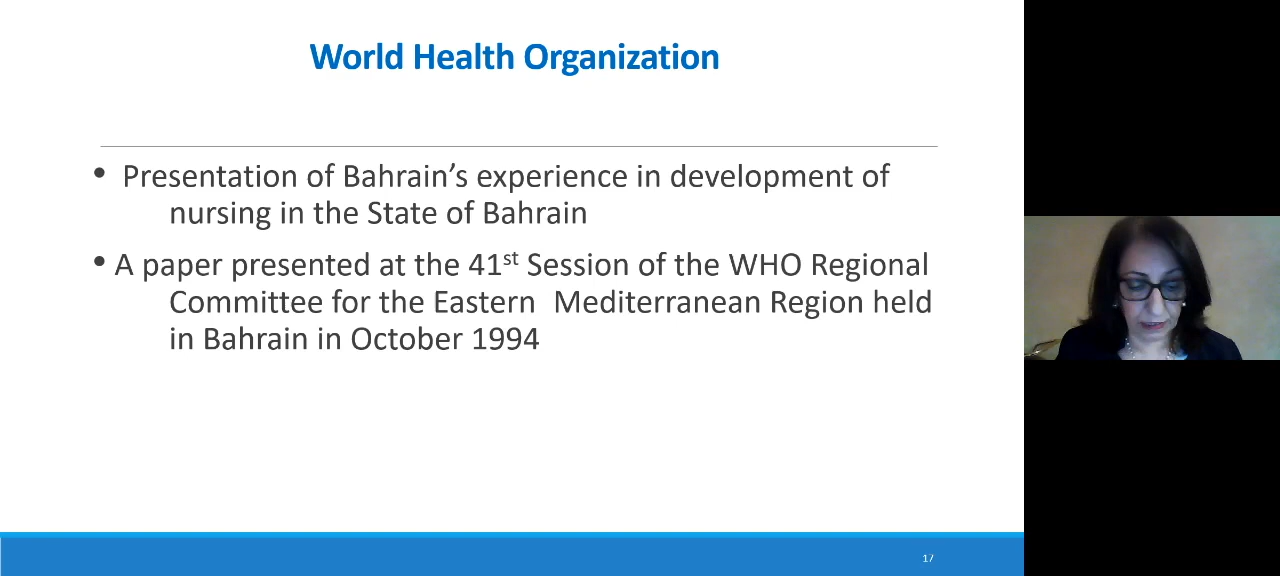 World Health Organization
• Presentation of Bahrain’s experience in development of
nursing in the State of Bahrain
• A paper presented at the 41st Session of the WHO Regional
Committee for the Eastern Mediterranean Region held
in Bahrain in October 1994
17